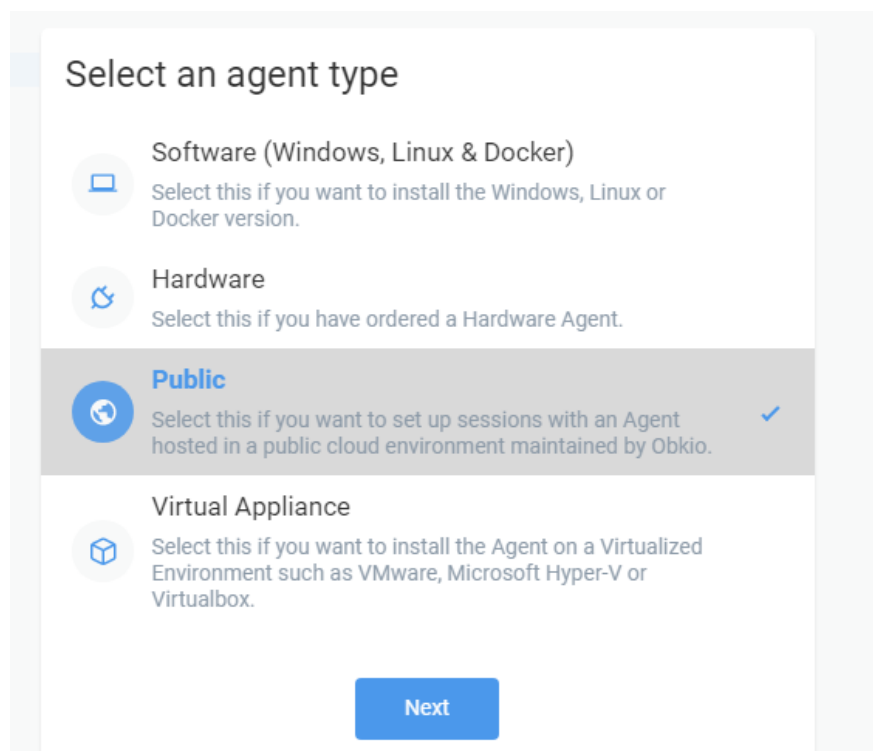 Select an agent type
Software (Windows, Linux & Docker)
Select this if you want to install the Windows, Linux or
Docker version.
Hardware
Select this if you have ordered a Hardware Agent.
Public
Select this if you want to set up sessions with an Agent
hosted in a public cloud environment maintained by Obkio.
Virtual Appliance
Select this if you want to install the Agent on a Virtualized
Environment such as VMware, Microsoft Hyper-V or
Virtualbox.
Next